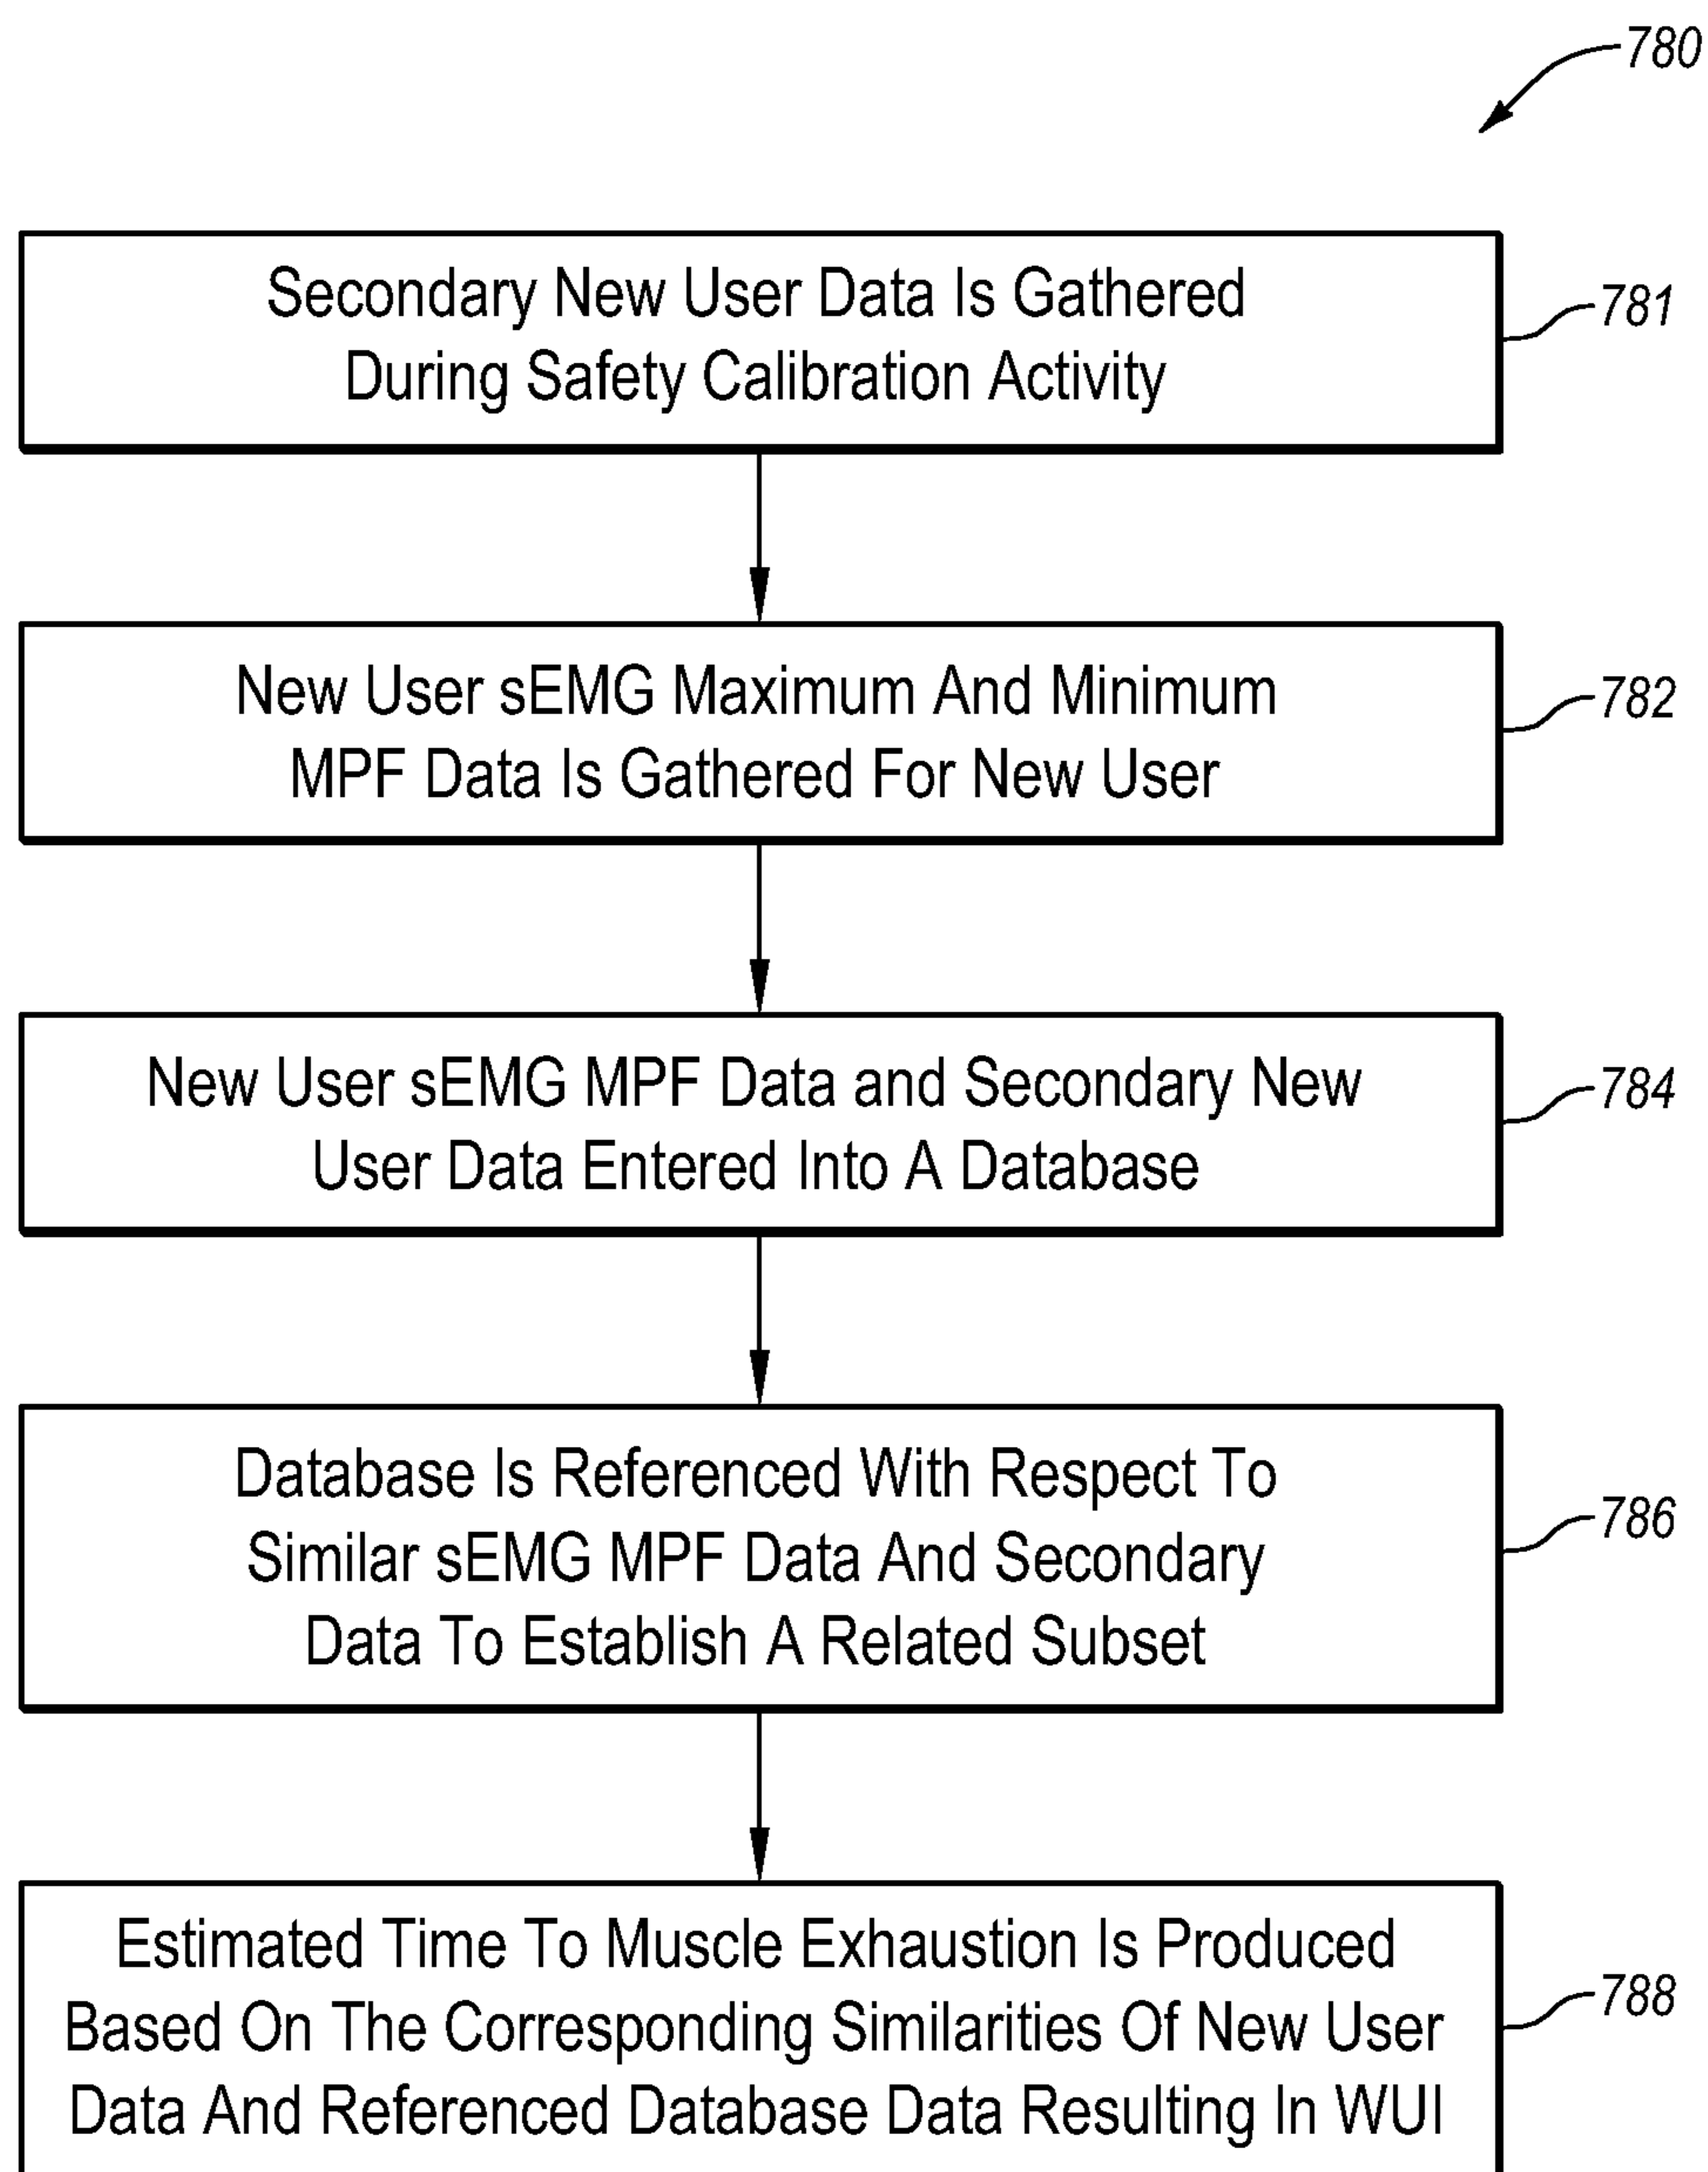 780
Secondary New User Data Is Gathered
During Safety Calibration Activity
781
New User sEMG Maximum And Minimum
MPF Data Is Gathered For New User
782
New User sEMG MPF Data and Secondary New
User Data Entered Into A Database
784
Database Is Referenced With Respect To
Similar sEMG MPF Data And Secondary
Data To Establish A Related Subset
786
Estimated Time To Muscle Exhaustion Is Produced
Based On The Corresponding Similarities Of New User
Data And Referenced Database Data Resulting In WUI
788